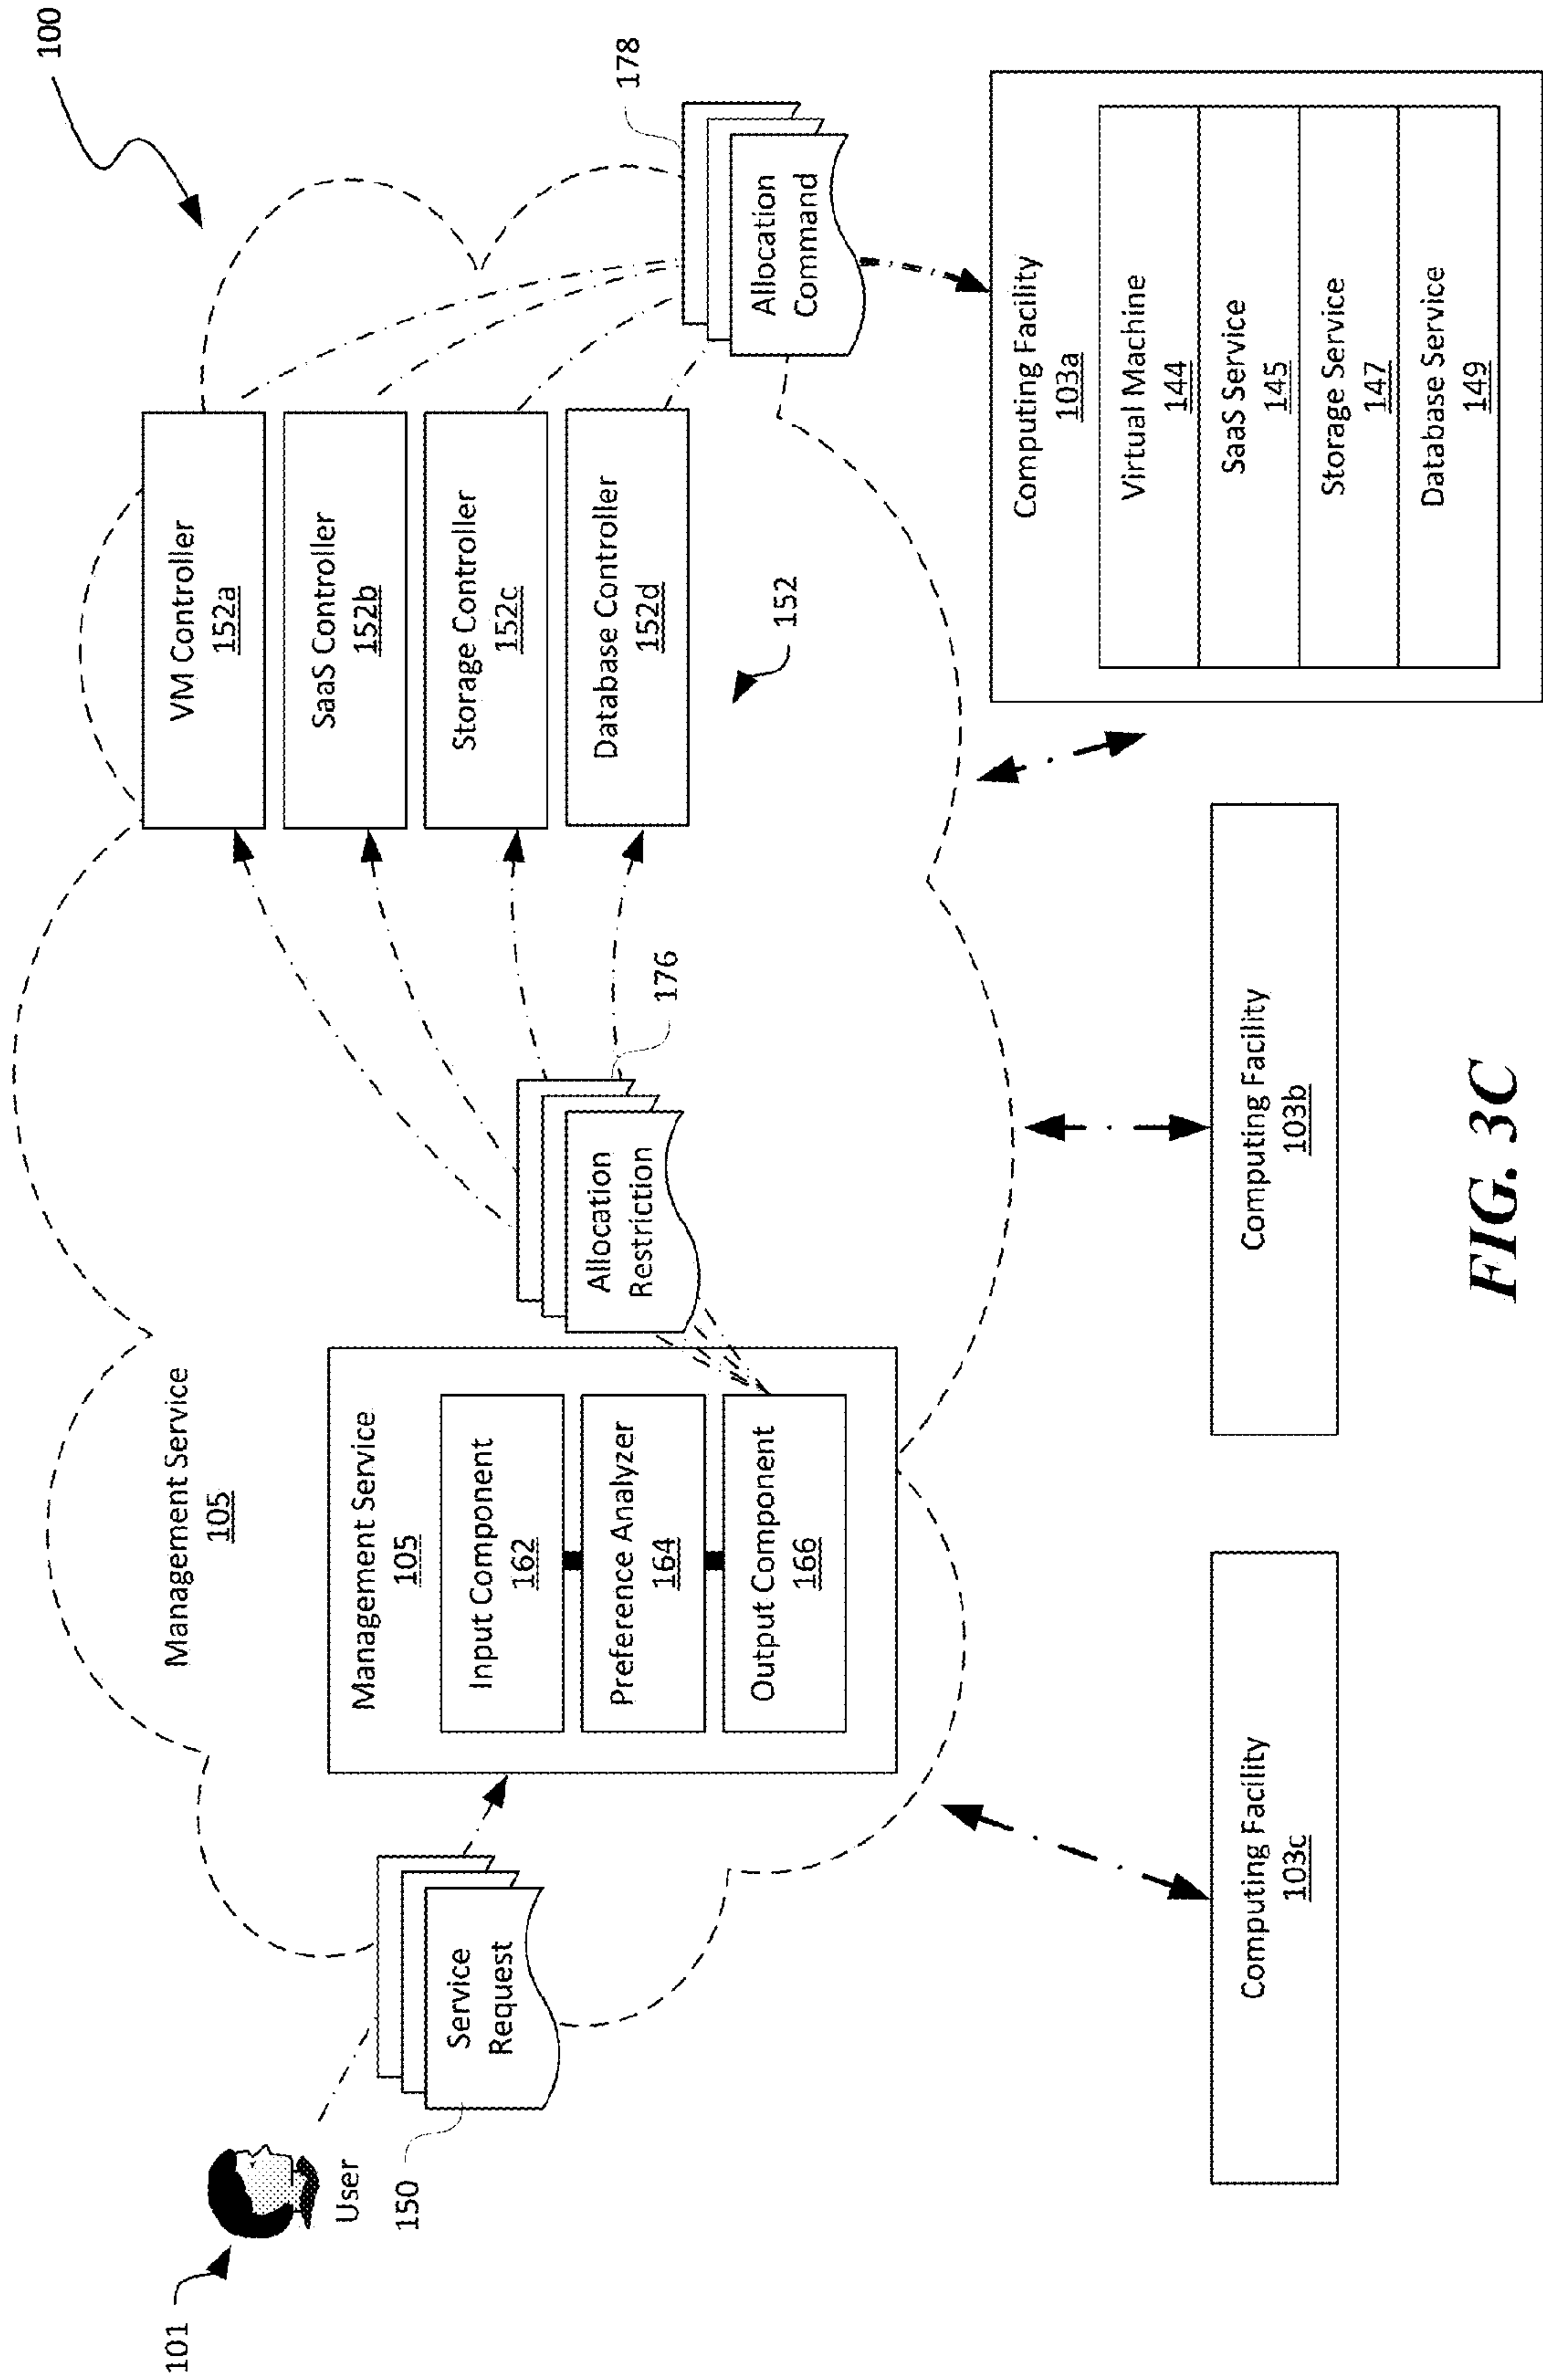 100
101
User
150
Service
Request
Management Service
105
Management Service
105
Input Component
162
Preference Analyzer
164
Output Component
166
Allocation
Restriction
176
VM Controller
152a
SaaS Controller
152b
Storage Controller
152c
Database Controller
152d
152
178
Allocation
Command
Computing Facility
103c
Computing Facility
103b
Computing Facility
103a
Virtual Machine
144
SaaS Service
145
Storage Service
147
Database Service
149
FIG. 3C